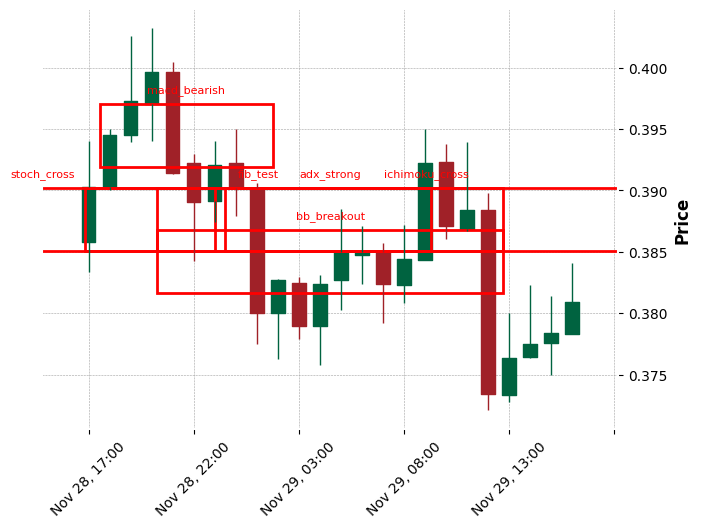 0.400
macd_bearish
0.395
stoch_cross
bb_test
adx_strong
ichimoku_cross
0.390
bb_breakout
0.385
0.380
0.375
Price
Nov 28, 17:00
Nov 28, 22:00
Nov 29, 03:00
Nov 29, 08:00
Nov 29, 13:00